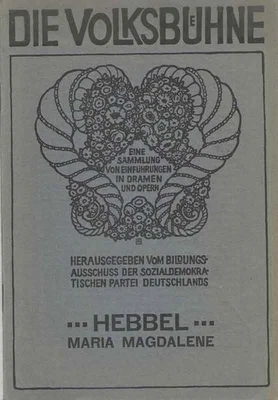 DIE VOLKSBUEHNE
EINE
SAMMLUNG
VON EINFÜHRUNGEN
IN DRAMEN
UND OPERN
HERAUSGEGEBEN VOM BILDUNGS-
AUSSCHUSS DER SOZIALDEMOKRA-
TISCHEN PARTEI DEUTSCHLANDS
HEBBEL
MARIA MAGDALENE